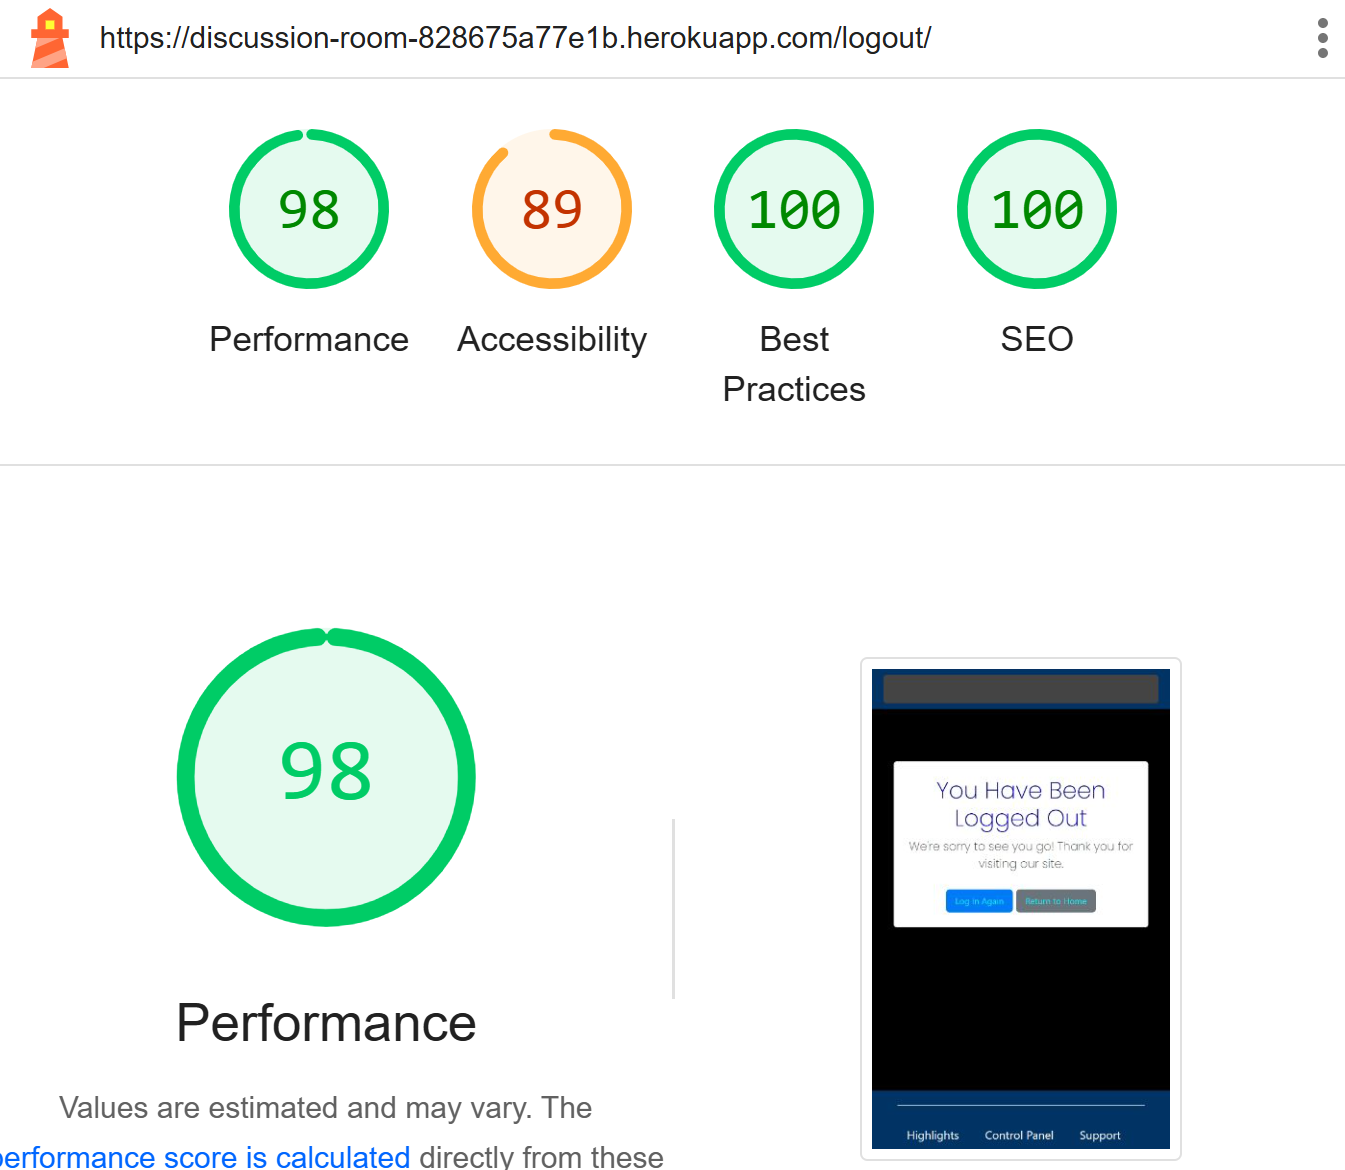 https://discussion-room-828675a77e1b.herokuapp.com/logout/
98
89
100
100
Performance
Accessibility
Best
Practices
SEO
98
Performance
Values are estimated and may vary. The
performance score is calculated directly from these
You Have Been
Logged Out
We're sorry to see you go! Thank you for
visiting our site.
Log In Again
Return to Home
Highlights
Control Panel
Support